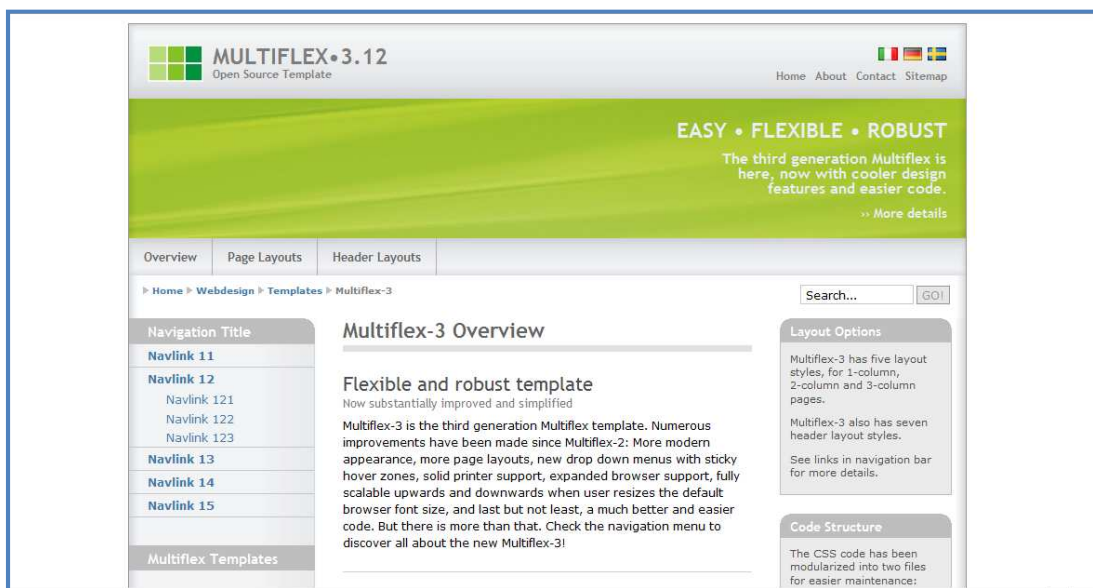 MULTIFLEX•3.12
Open Source Template
Home About Contact Sitemap
EASY • FLEXIBLE • ROBUST
The third generation Multiflex is
here, now with cooler design
features and easier code.
›› More details
Overview Page Layouts Header Layouts
Home Webdesign Templates Multiflex-3
Search... GO!
Navigation Title
Navlink 11
Navlink 12
Navlink 121
Navlink 122
Navlink 123
Navlink 13
Navlink 14
Navlink 15
Multiflex Templates
Multiflex-3 Overview
Flexible and robust template
Now substantially improved and simplified
Multiflex-3 is the third generation Multiflex template. Numerous
improvements have been made since Multiflex-2: More modern
appearance, more page layouts, new drop down menus with sticky
hover zones, solid printer support, expanded browser support, fully
scalable upwards and downwards when user resizes the default
browser font size, and last but not least, a much better and easier
code. But there is more than that. Check the navigation menu to
discover all about the new Multiflex-3!
Layout Options
Multiflex-3 has five layout
styles, for 1-column,
2-column and 3-column
pages.
Multiflex-3 also has seven
header layout styles.
See links in navigation bar
for more details.
Code Structure
The CSS code has been
modularized into two files
for easier maintenance: